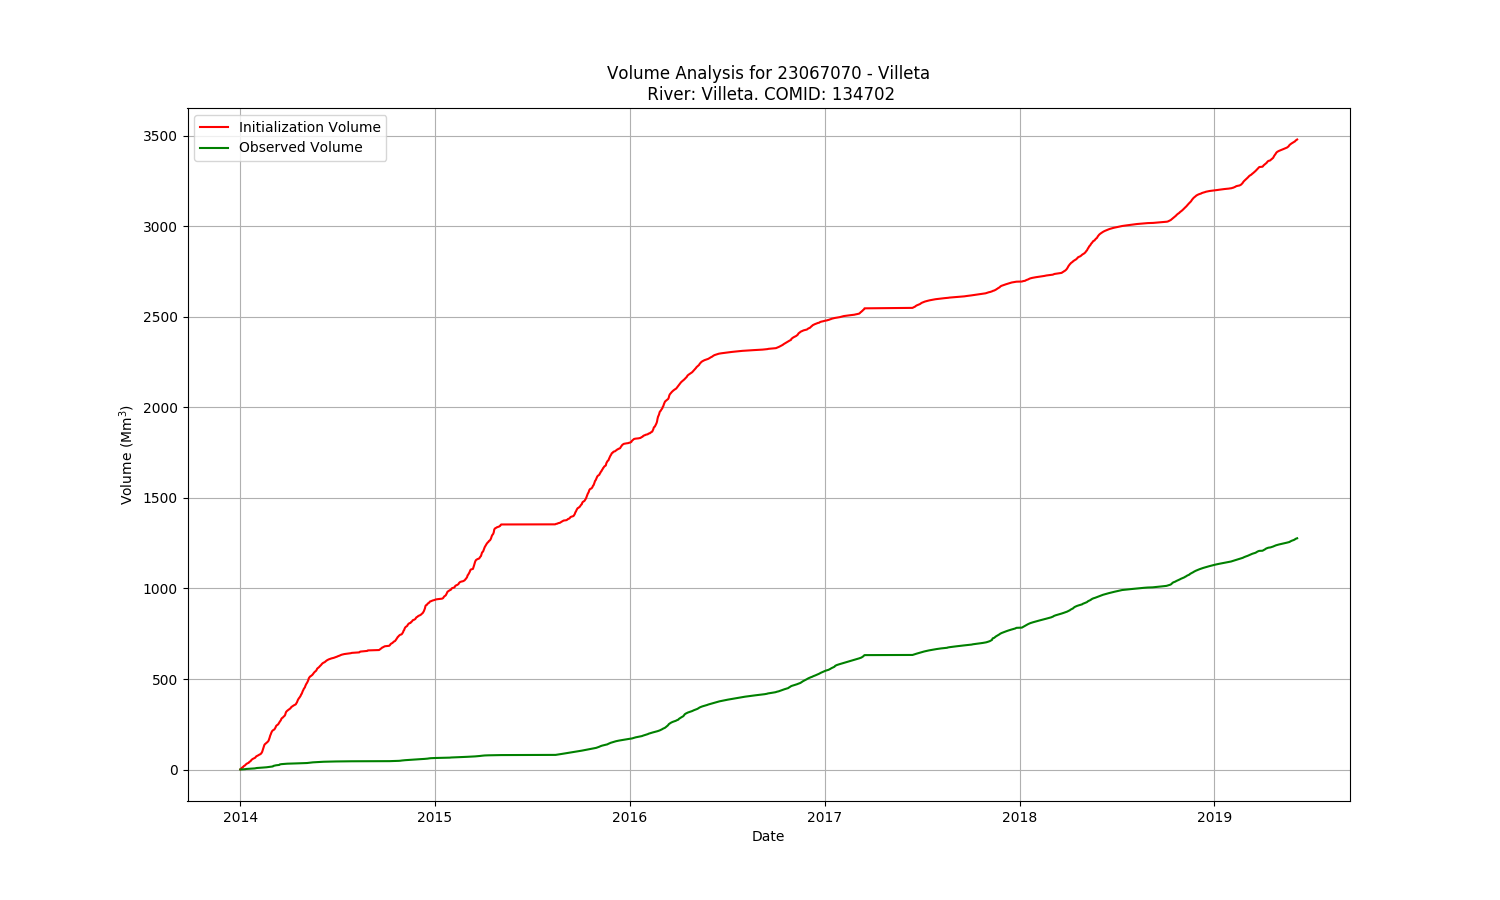 Volume Analysis for 23067070 - Villeta
River: Villeta. COMID: 134702
Initialization Volume
Observed Volume
Volume (Mm³)
3500
3000
2500
2000
1500
1000
500
0
2014 2015 2016 2017 2018 2019
Date